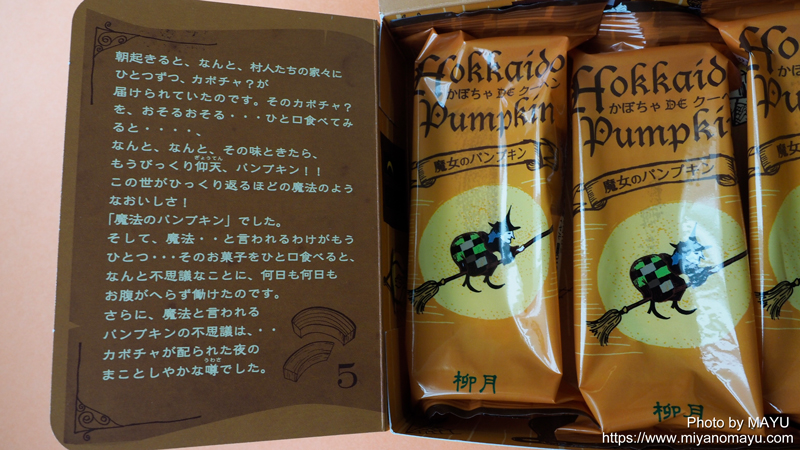 朝起きると、なんと、村人たちの家々に
ひとつずつ、カボチャ?が
届けられていたのです。そのカボチャ?
を、おそるおそる・・・ひと口食べてみ
ると・・・・、
なんと、なんと、その味ときたら、
ぎょうてん
もうびっくり仰天、パンプキン!!
この世がひっくり返るほどの魔法のよう
なおいしさ!
「魔法のパンプキン」でした。
そして、魔法・・と言われるわけがもう
ひとつ・・・そのお菓子をひと口食べると、
なんと不思議なことに、何日も何日も
お腹がへらず働けたのです。
さらに、魔法と言われる
パンプキンの不思議は、・・
カボチャが配られた夜の
うわさ
まことしやかな噂でした。
5
Hokkaido
かぼちゃ DE クーヘン
Pumpkin
魔女のパンプキン
柳月
Hokkaido
かぼちゃ DE クーヘ
Pumpki
魔女のパンプキン
柳月
Photo by MAYU
https://www.miyanomayu.com/